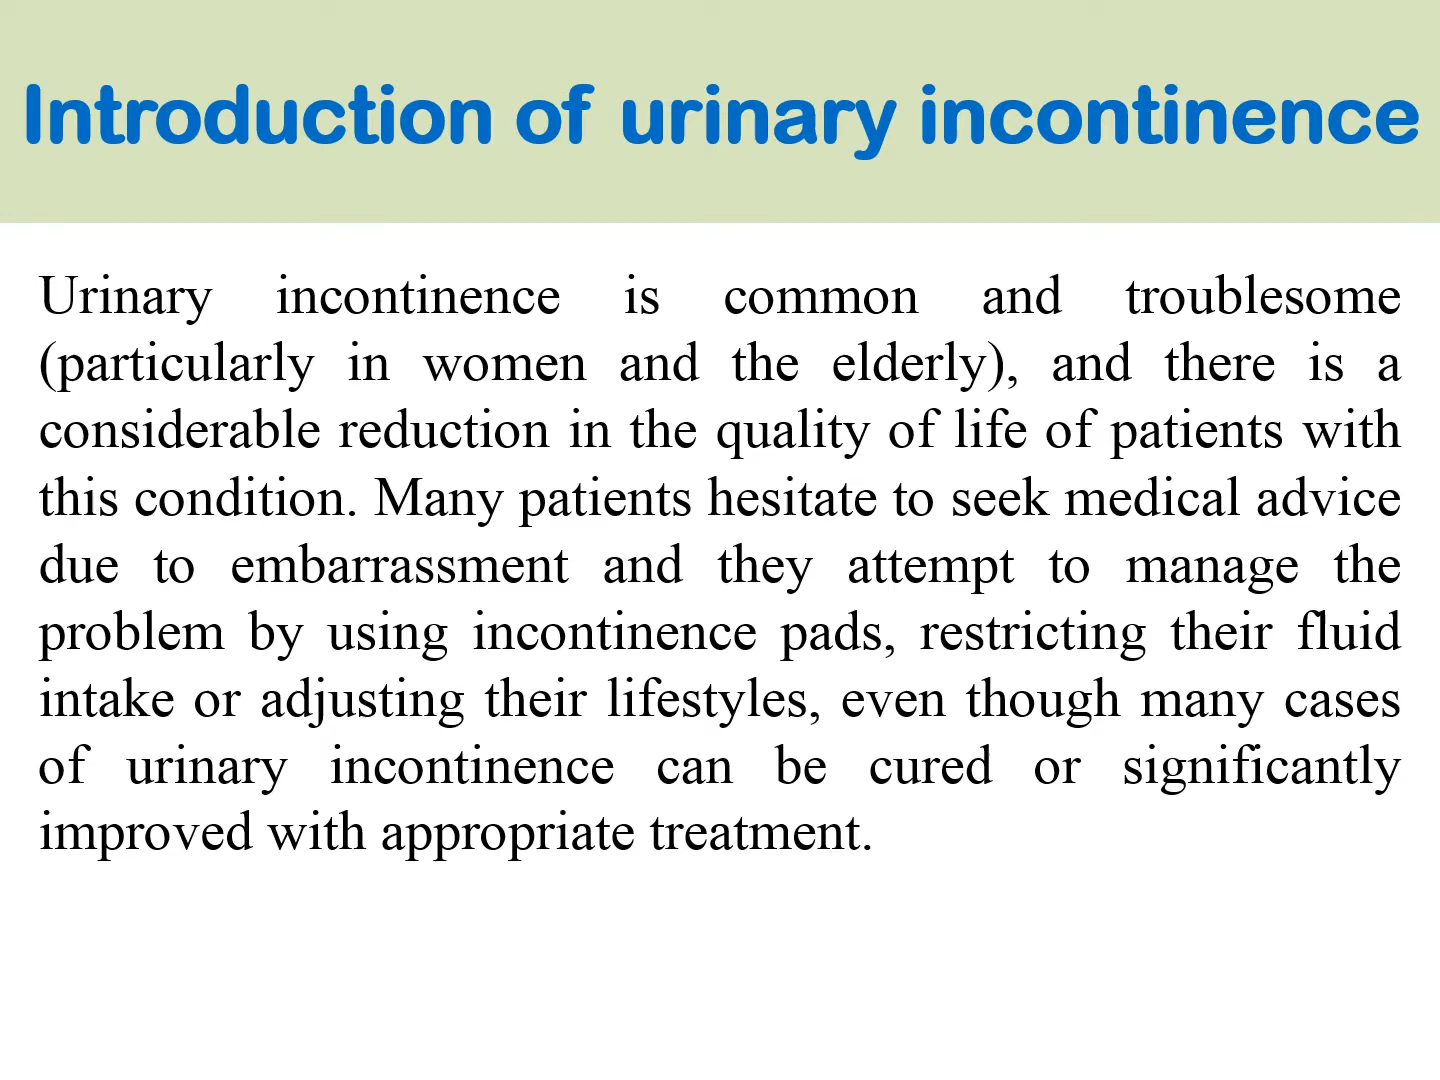 Introduction of urinary incontinence
Urinary incontinence is common and troublesome
(particularly in women and the elderly), and there is a
considerable reduction in the quality of life of patients with
this condition. Many patients hesitate to seek medical advice
due to embarrassment and they attempt to manage the
problem by using incontinence pads, restricting their fluid
intake or adjusting their lifestyles, even though many cases
of urinary incontinence can be cured or significantly
improved with appropriate treatment.